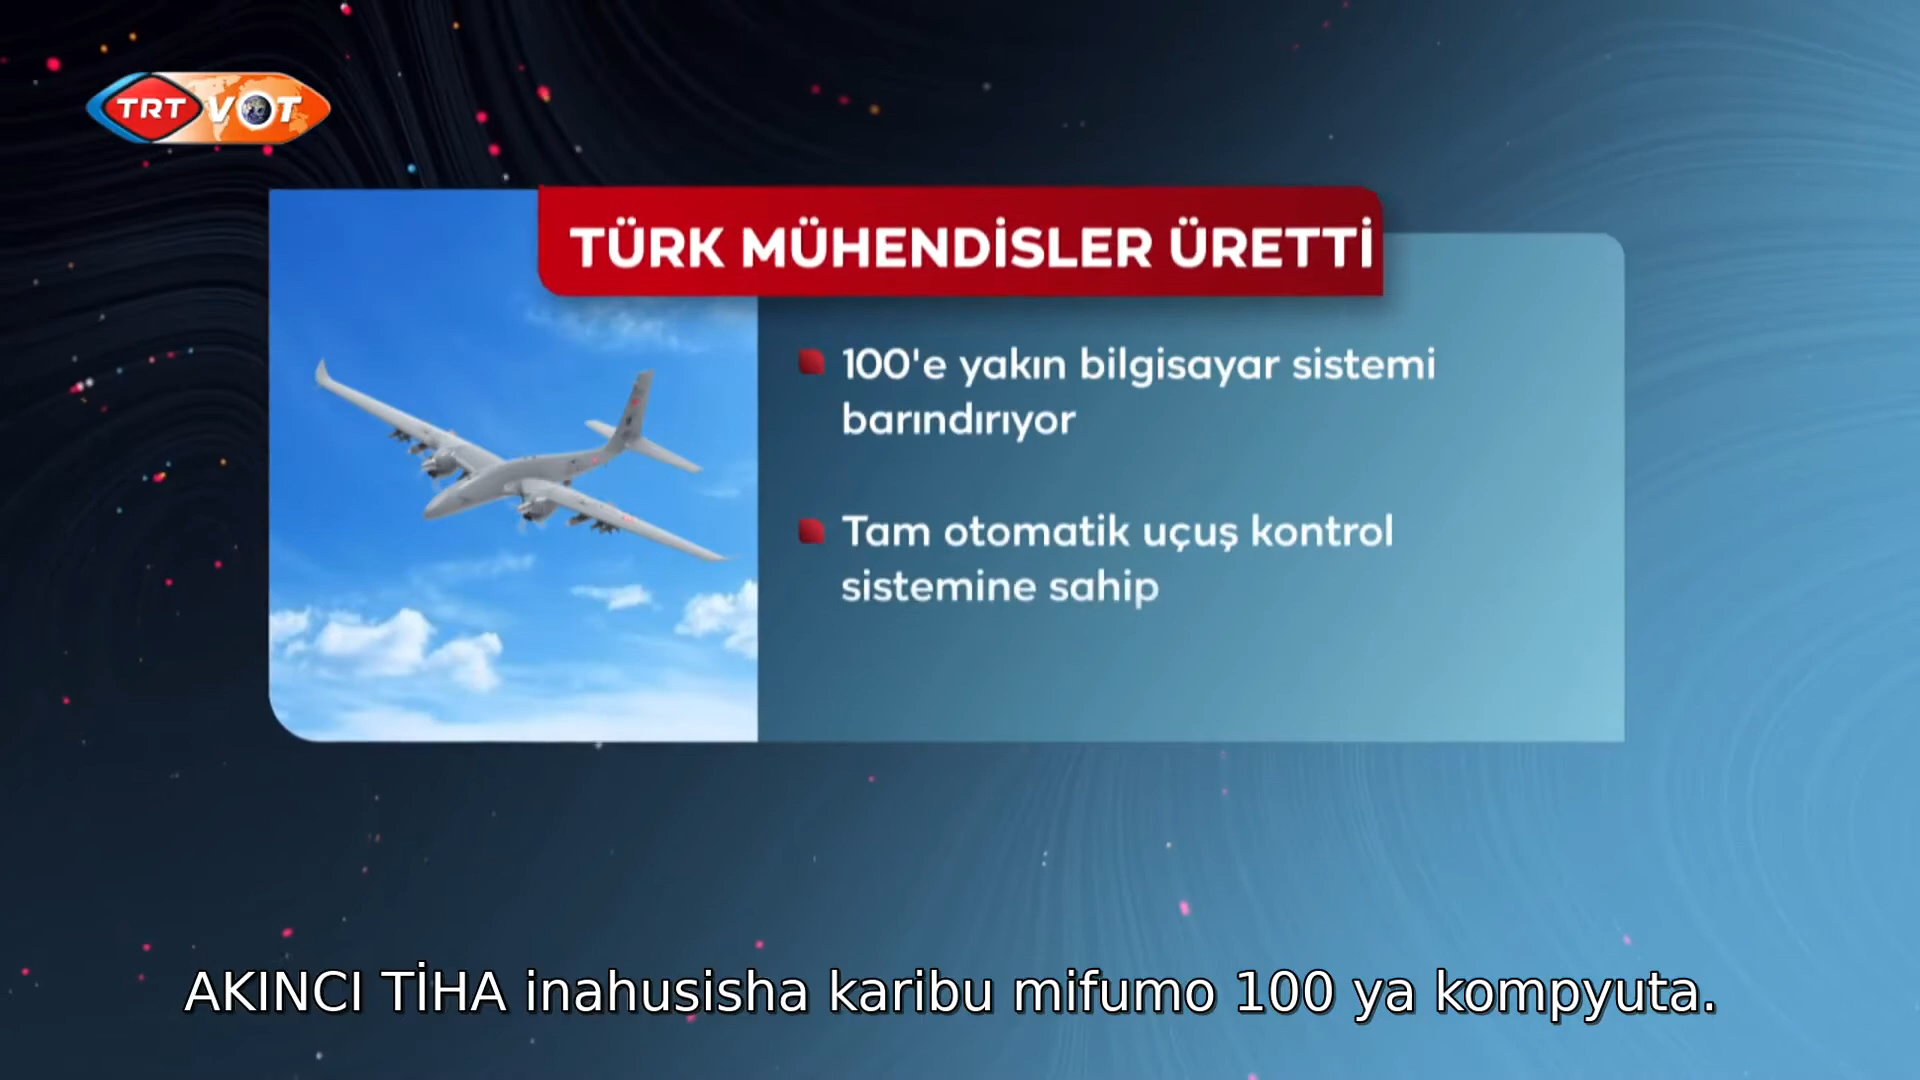 TRT VOT
TÜRK MÜHENDİSLER ÜRETTİ
100'e yakın bilgisayar sistemi
barındırıyor
Tam otomatik uçuş kontrol
sistemine sahip
AKINCI TİHA inahusisha karibu mifumo 100 ya kompyuta.